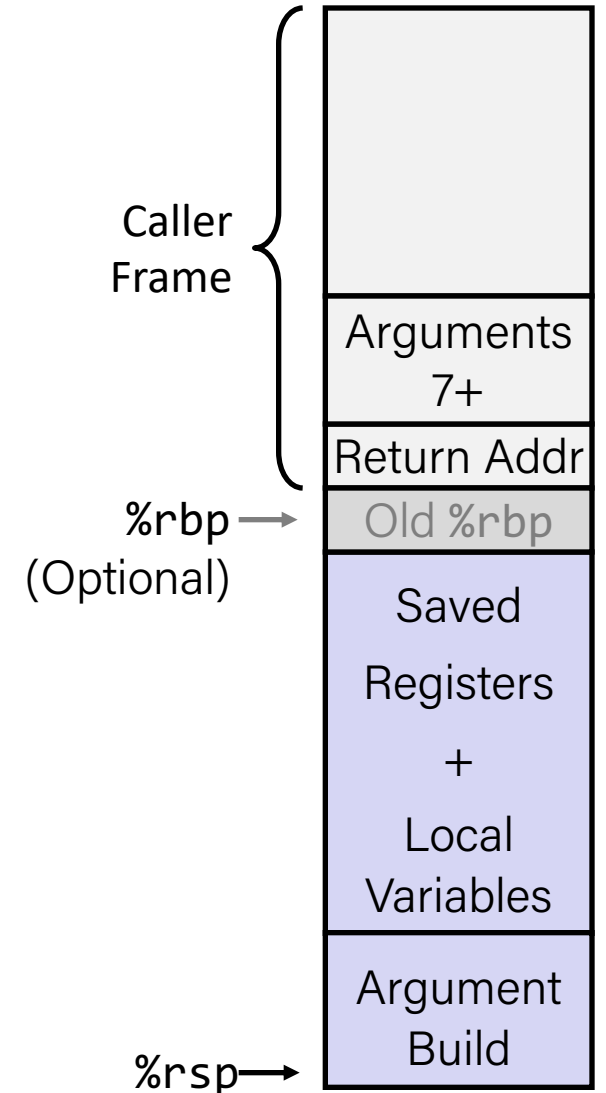 Caller
Frame
Arguments
7+
Return Addr
%rbp
(Optional)
Old %rbp
Saved
Registers
+
Local
Variables
Argument
Build
%rsp